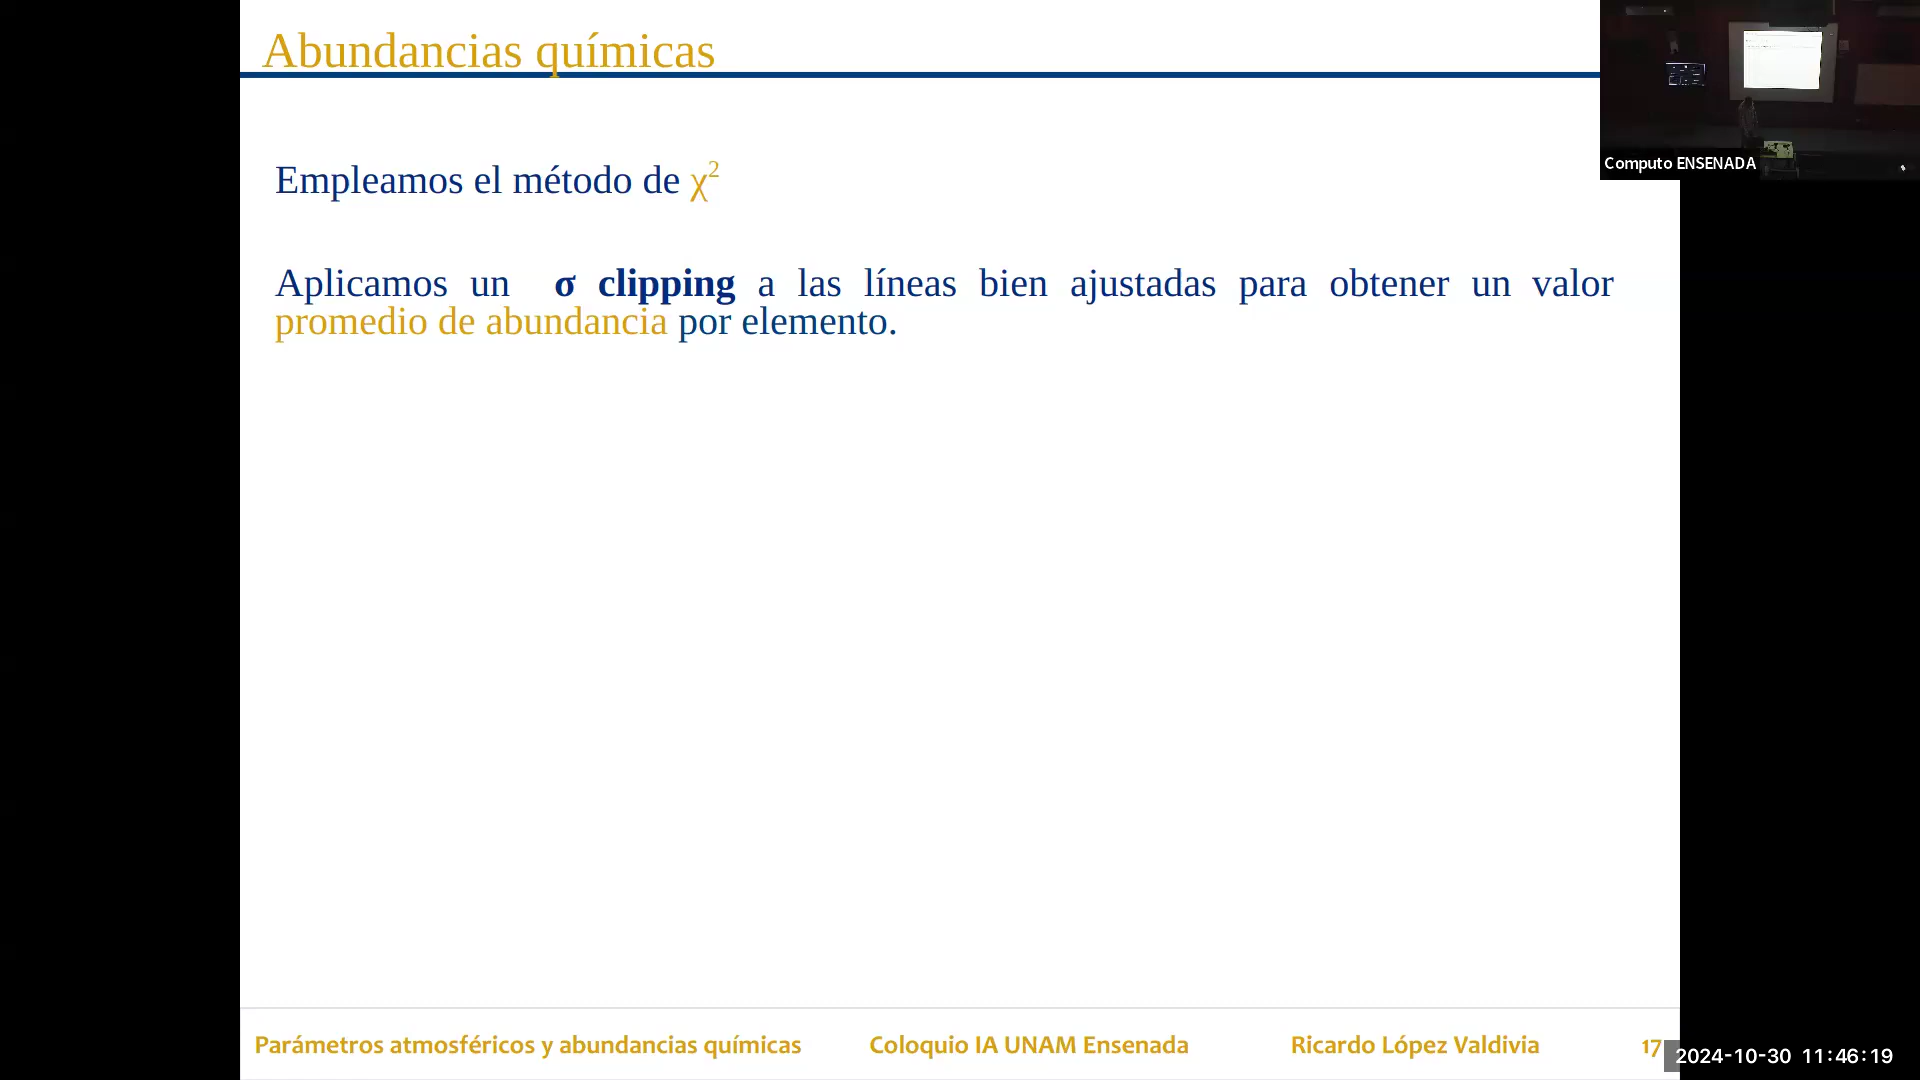 Abundancias químicas
Computo ENSENADA
Empleamos el método de χ²
Aplicamos un σ clipping a las líneas bien ajustadas para obtener un valor
promedio de abundancia por elemento.
Parámetros atmosféricos y abundancias químicas Coloquio IA UNAM Ensenada Ricardo López Valdivia 17
2024-10-30 11:46:19